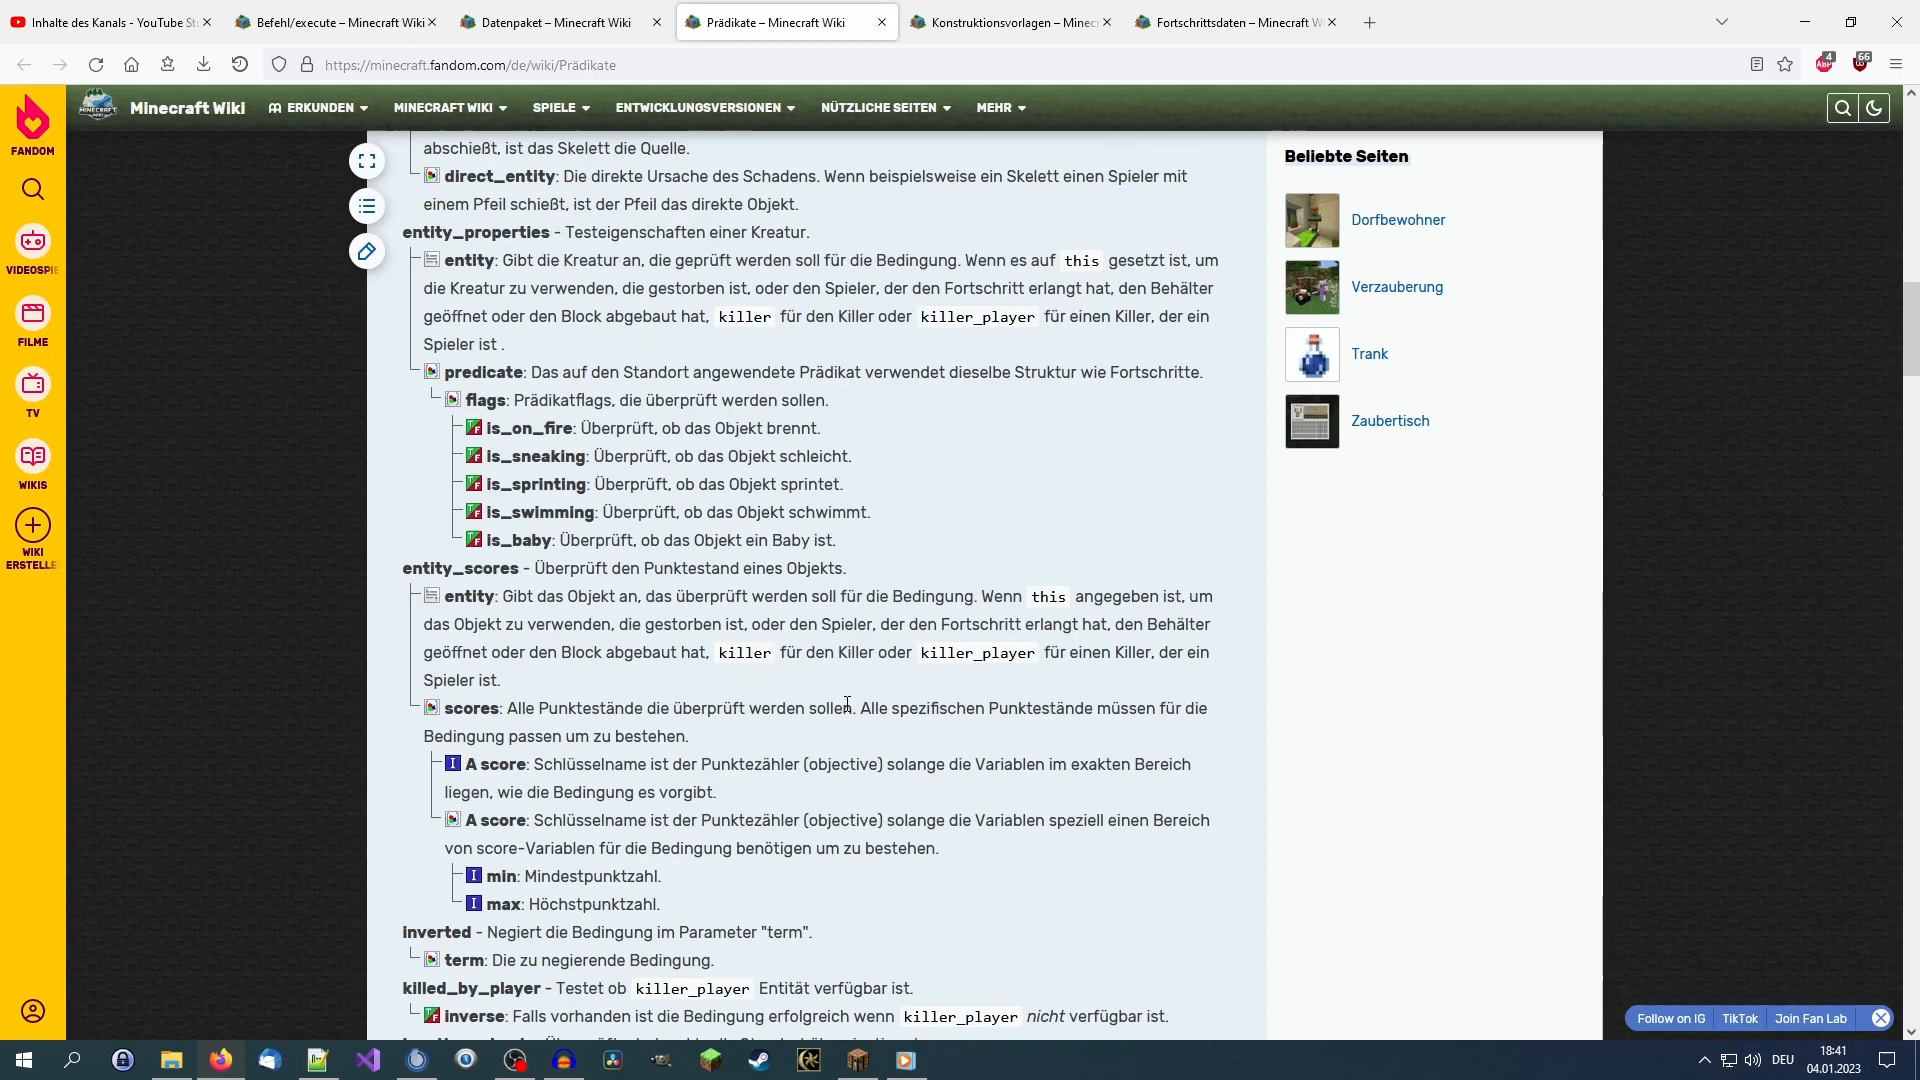 Inhalte des Kanals - YouTube St
Befehl/execute – Minecraft Wiki
Datenpaket – Minecraft Wiki
Prädikate – Minecraft Wiki
Konstruktionsvorlagen – Minec
Fortschrittsdaten – Minecraft W
https://minecraft.fandom.com/de/wiki/Prädikate
ABP
4
66
FANDOM
VIDEOSPIE
FILME
TV
WIKIS
WIKI
ERSTELLE
Minecraft Wiki
ERKUNDEN
MINECRAFT WIKI
SPIELE
ENTWICKLUNGSVERSIONEN
NÜTZLICHE SEITEN
MEHR
abschießt, ist das Skelett die Quelle.
direct_entity: Die direkte Ursache des Schadens. Wenn beispielsweise ein Skelett einen Spieler mit
einem Pfeil schießt, ist der Pfeil das direkte Objekt.
entity_properties - Testeigenschaften einer Kreatur.
entity: Gibt die Kreatur an, die geprüft werden soll für die Bedingung. Wenn es auf this gesetzt ist, um
die Kreatur zu verwenden, die gestorben ist, oder den Spieler, der den Fortschritt erlangt hat, den Behälter
geöffnet oder den Block abgebaut hat, killer für den Killer oder killer_player für einen Killer, der ein
Spieler ist .
predicate: Das auf den Standort angewendete Prädikat verwendet dieselbe Struktur wie Fortschritte.
flags: Prädikatflags, die überprüft werden sollen.
is_on_fire: Überprüft, ob das Objekt brennt.
is_sneaking: Überprüft, ob das Objekt schleicht.
is_sprinting: Überprüft, ob das Objekt sprintet.
is_swimming: Überprüft, ob das Objekt schwimmt.
is_baby: Überprüft, ob das Objekt ein Baby ist.
entity_scores - Überprüft den Punktestand eines Objekts.
entity: Gibt das Objekt an, das überprüft werden soll für die Bedingung. Wenn this angegeben ist, um
das Objekt zu verwenden, die gestorben ist, oder den Spieler, der den Fortschritt erlangt hat, den Behälter
geöffnet oder den Block abgebaut hat, killer für den Killer oder killer_player für einen Killer, der ein
Spieler ist.
scores: Alle Punktestände die überprüft werden sollen. Alle spezifischen Punktestände müssen für die
Bedingung passen um zu bestehen.
A score: Schlüsselname ist der Punktezähler (objective) solange die Variablen im exakten Bereich
liegen, wie die Bedingung es vorgibt.
A score: Schlüsselname ist der Punktezähler (objective) solange die Variablen speziell einen Bereich
von score-Variablen für die Bedingung benötigen um zu bestehen.
min: Mindestpunktzahl.
max: Höchstpunktzahl.
inverted - Negiert die Bedingung im Parameter "term".
term: Die zu negierende Bedingung.
killed_by_player - Testet ob killer_player Entität verfügbar ist.
inverse: Falls vorhanden ist die Bedingung erfolgreich wenn killer_player nicht verfügbar ist.
Beliebte Seiten
Dorfbewohner
Verzauberung
Trank
Zaubertisch
Follow on IG
TikTok
Join Fan Lab
DEU
18:41
04.01.2023